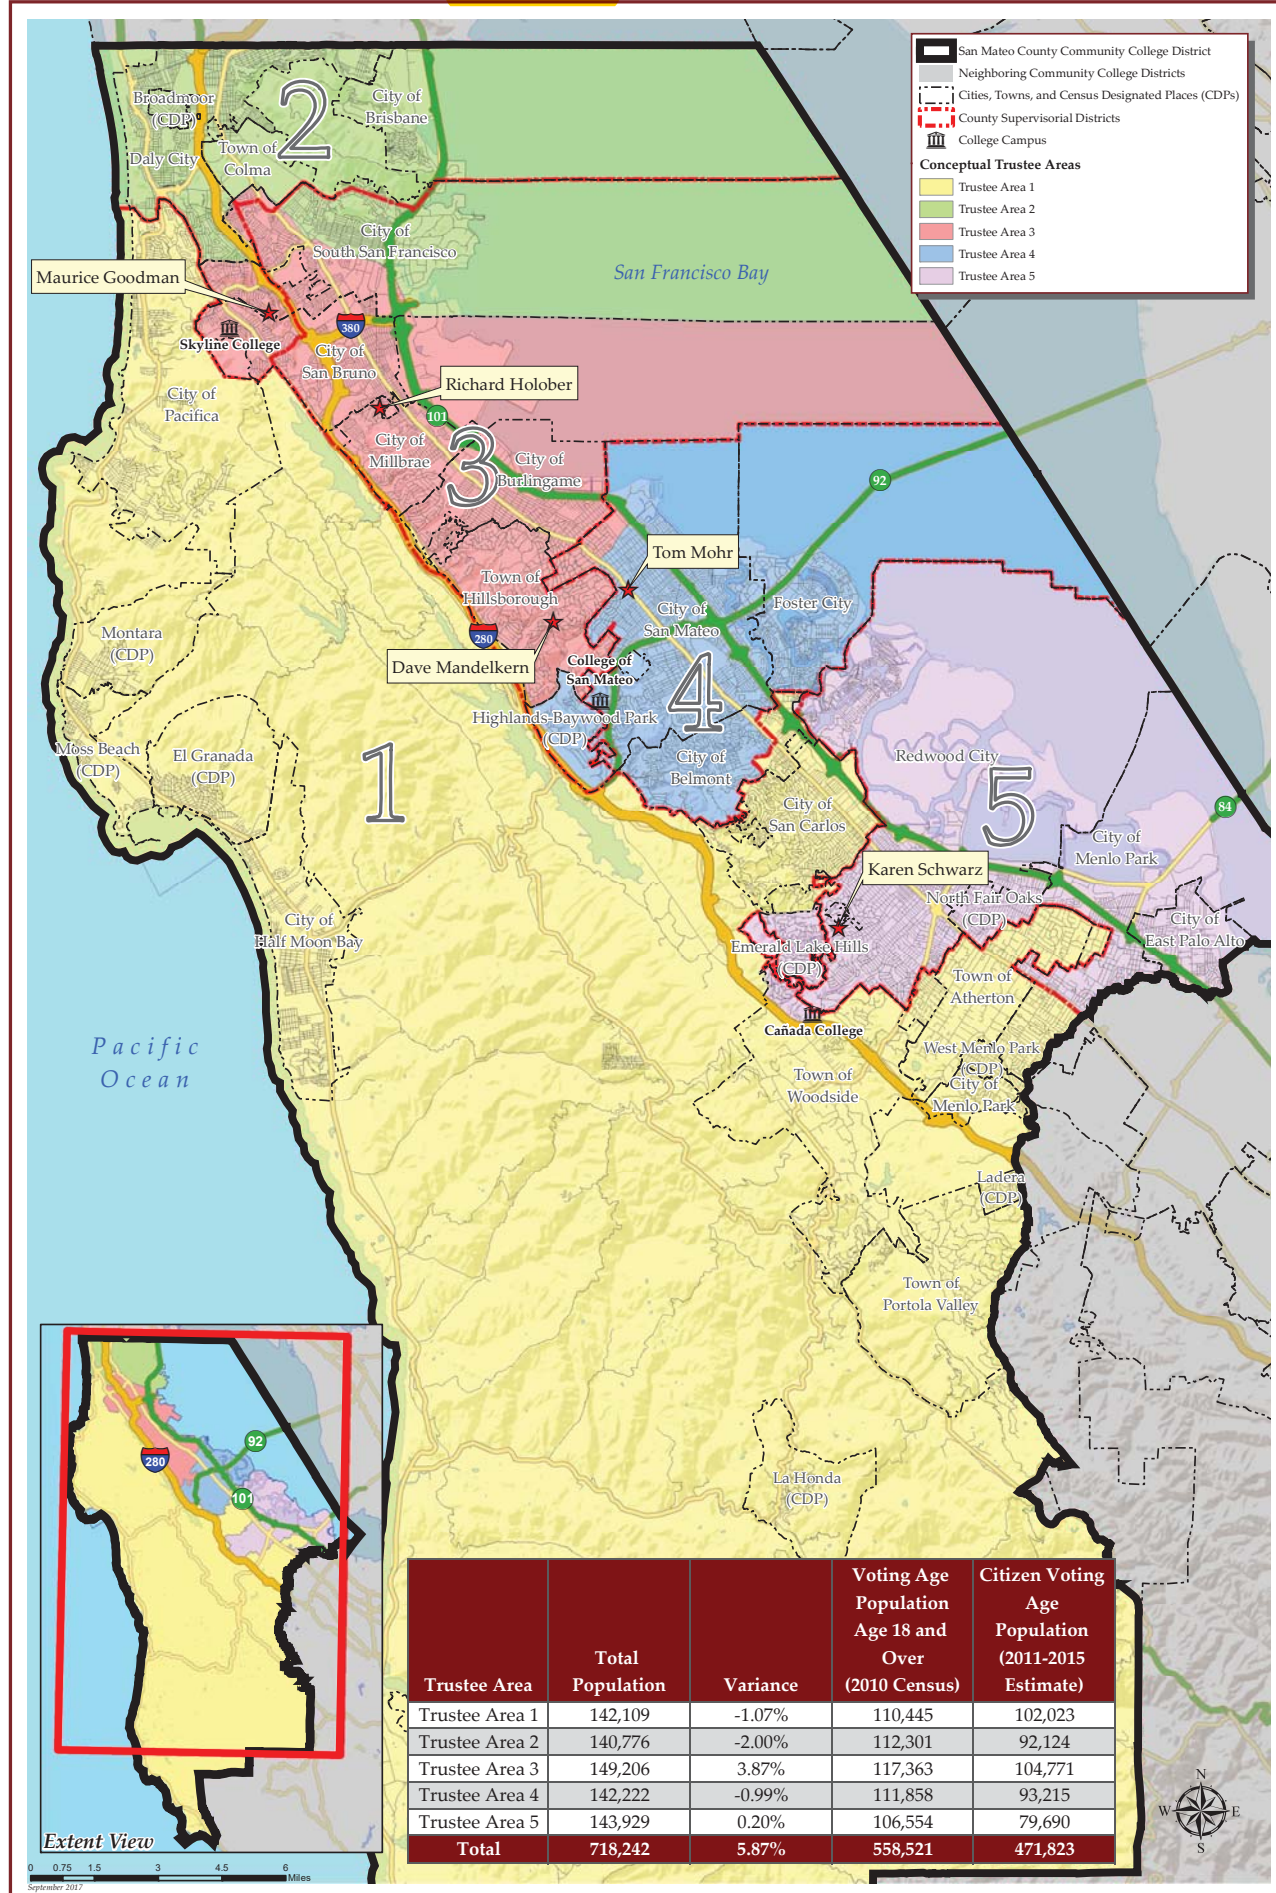 San Mateo County Community College District
Neighboring Community College Districts
Cities, Towns, and Census Designated Places (CDPs)
County Supervisorial Districts
College Campus
Conceptual Trustee Areas
Trustee Area 1
Trustee Area 2
Trustee Area 3
Trustee Area 4
Trustee Area 5
Broadmoor
(CDP)
2
City of
Brisbane
Daly City
Town of
Colma
City of
South San Francisco
San Francisco Bay
Maurice Goodman
Skyline College
380
City of
San Bruno
City of
Pacifica
Richard Holober
101
City of
Millbrae
3
City of
Burlingame
92
Tom Mohr
Town of
Hillsborough
City of
San Mateo
Foster City
280
Montara
(CDP)
Dave Mandelkern
College of
San Mateo
4
Highlands-Baywood Park
(CDP)
Moss Beach
(CDP)
El Granada
(CDP)
1
City of
Belmont
Redwood City
5
City of
San Carlos
84
City of
Menlo Park
Karen Schwarz
North Fair Oaks
(CDP)
City of
Half Moon Bay
Emerald Lake Hills
(CDP)
City of
East Palo Alto
Town of
Atherton
Cañada College
Pacific
Ocean
West Menlo Park
(CDP)
City of
Menlo Park
Town of
Woodside
Ladera
(CDP)
Town of
Portola Valley
La Honda
(CDP)
92
280
101
Extent View
0 0.75 1.5 3 4.5 6
Miles
September 2017
Trustee Area Total Population Variance Voting Age Population Age 18 and Over (2010 Census) Citizen Voting Age Population (2011-2015 Estimate)
Trustee Area 1 142,109 -1.07% 110,445 102,023
Trustee Area 2 140,776 -2.00% 112,301 92,124
Trustee Area 3 149,206 3.87% 117,363 104,771
Trustee Area 4 142,222 -0.99% 111,858 93,215
Trustee Area 5 143,929 0.20% 106,554 79,690
Total 718,242 5.87% 558,521 471,823
N
W E
S